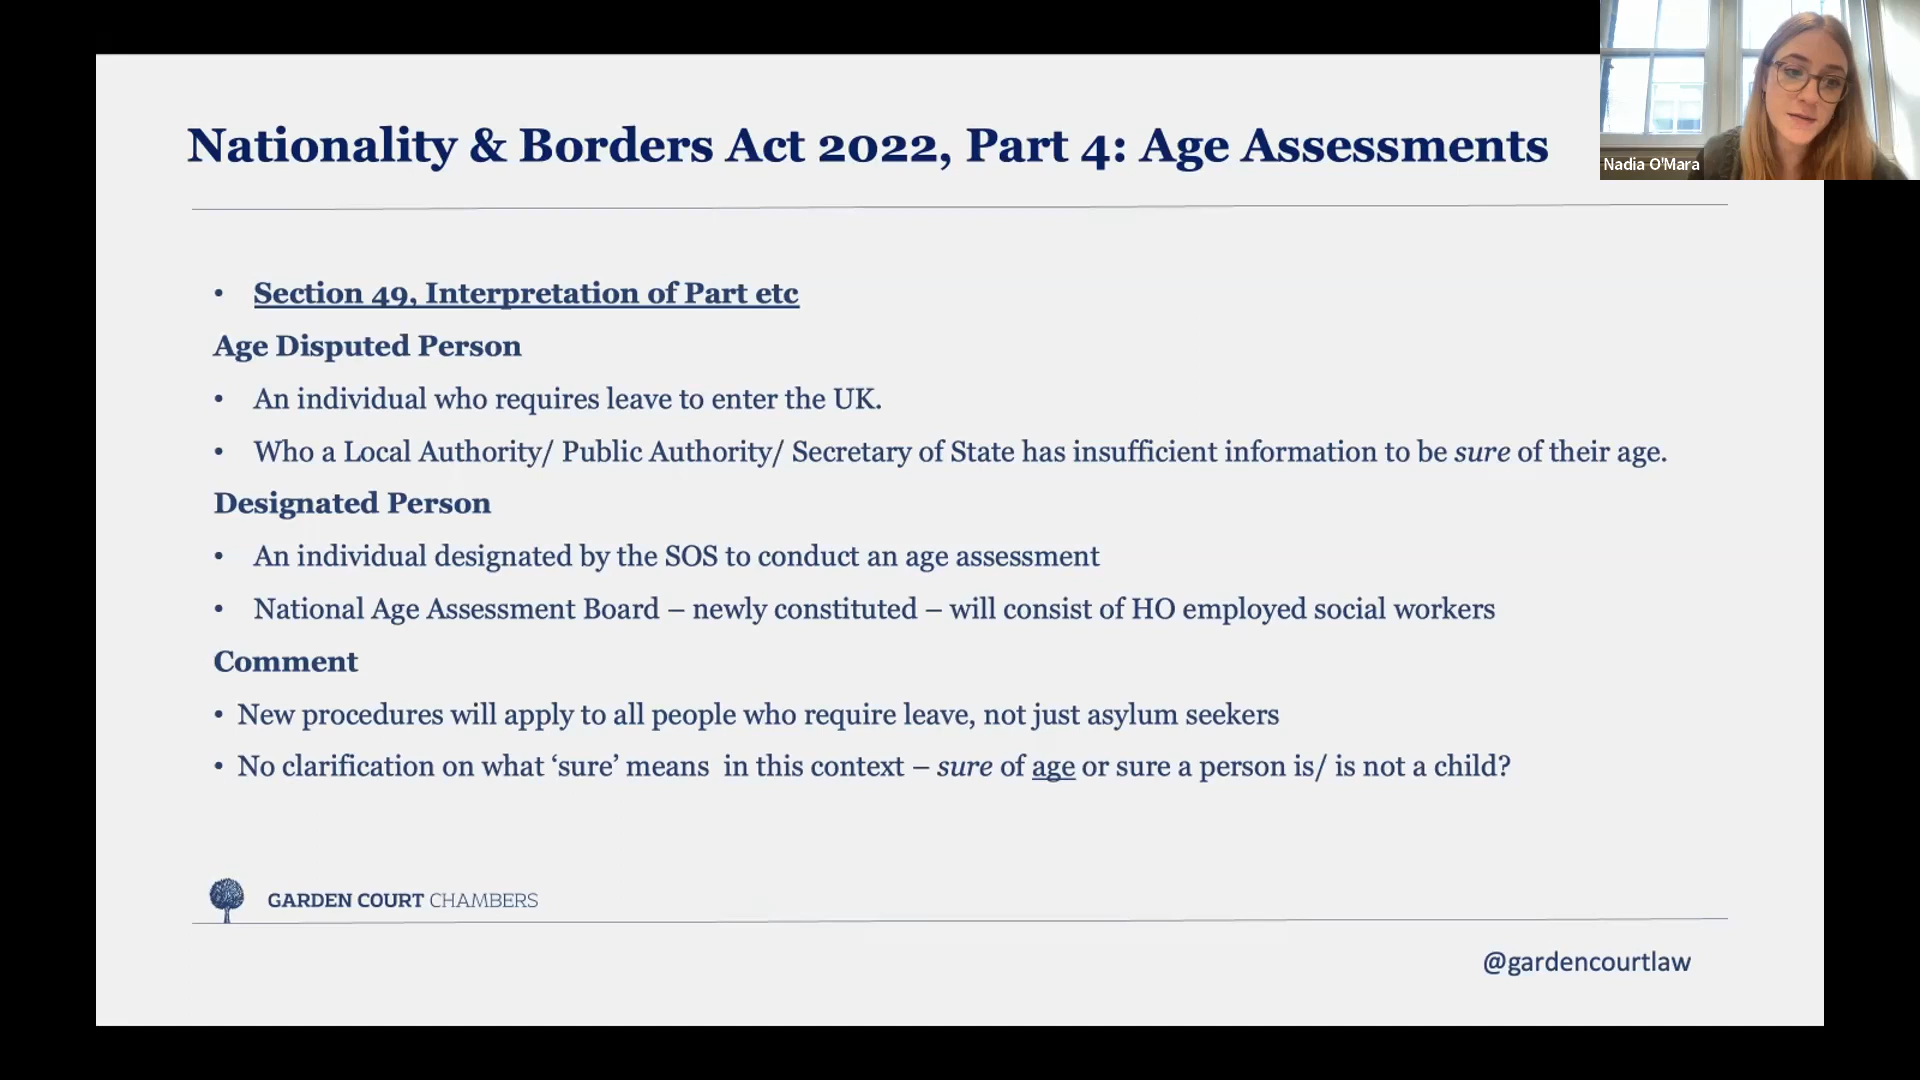 Nationality & Borders Act 2022, Part 4: Age Assessments
Nadia O'Mara
• Section 49, Interpretation of Part etc
Age Disputed Person
• An individual who requires leave to enter the UK.
• Who a Local Authority/ Public Authority/ Secretary of State has insufficient information to be sure of their age.
Designated Person
• An individual designated by the SOS to conduct an age assessment
• National Age Assessment Board – newly constituted – will consist of HO employed social workers
Comment
• New procedures will apply to all people who require leave, not just asylum seekers
• No clarification on what ‘sure’ means  in this context – sure of age or sure a person is/ is not a child?
GARDEN COURT CHAMBERS
@gardencourtlaw